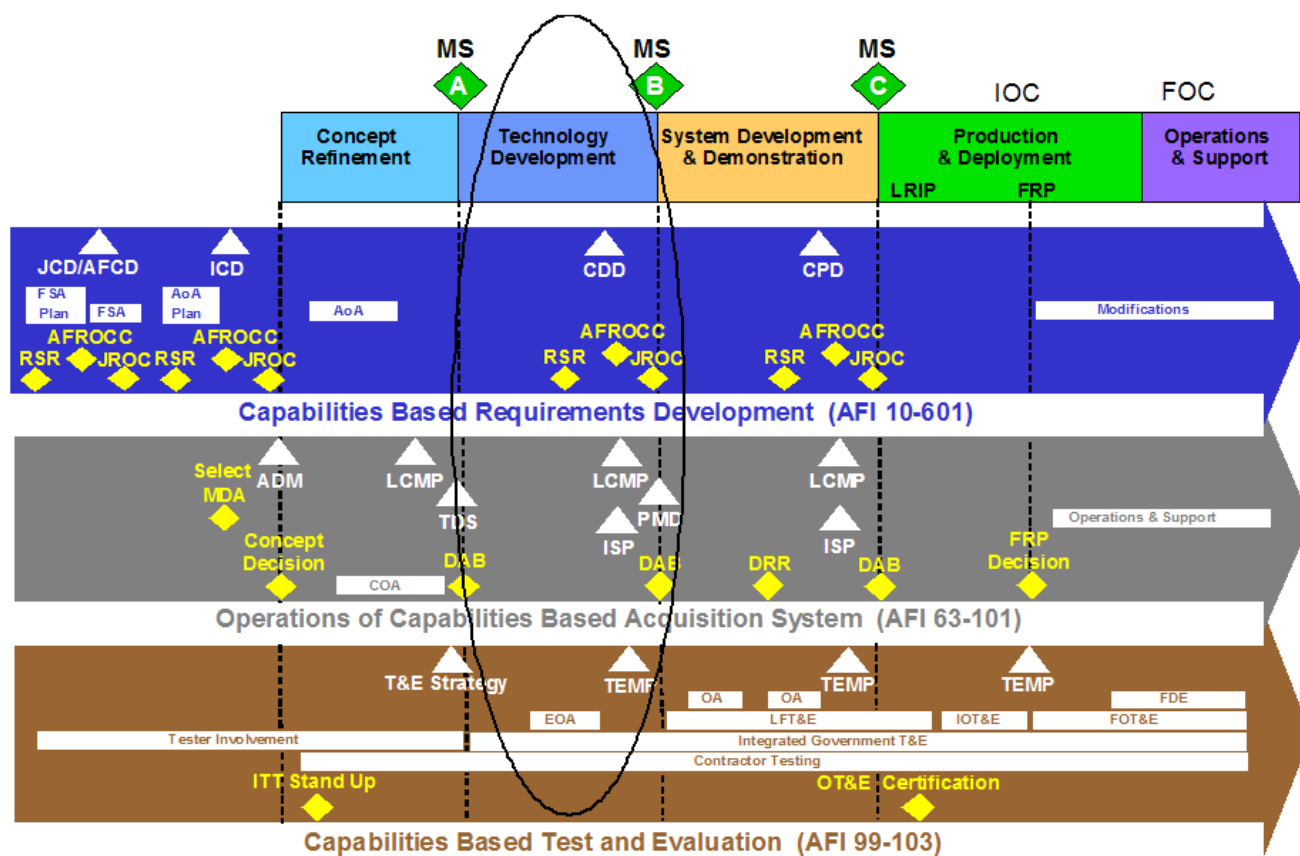 MS
MS
MS
A
B
C
IOC
FOC
Concept
Refinement
Technology
Development
System Development
& Demonstration
Production
& Deployment
Operations
& Support
LRIP
FRP
JCD/AFCD
ICD
CDD
CPD
FSA
Plan
FSA
AoA
Plan
AoA
Modifications
AFROCC
AFROCC
AFROCC
AFROCC
RSR
JROC
RSR
JROC
RSR
JROC
RSR
JROC
Capabilities Based Requirements Development (AFI 10-601)
Select
MDA
ADM
LCMP
LCMP
LCMP
TDS
PMD
ISP
ISP
Operations & Support
Concept
Decision
FRP
Decision
COA
DAB
DAB
DRR
DAB
Operations of Capabilities Based Acquisition System (AFI 63-101)
T&E Strategy
TEMP
TEMP
TEMP
OA
OA
FDE
EOA
LFT&E
IOT&E
FOT&E
Tester Involvement
Integrated Government T&E
Contractor Testing
ITT Stand Up
OT&E Certification
Capabilities Based Test and Evaluation (AFI 99-103)